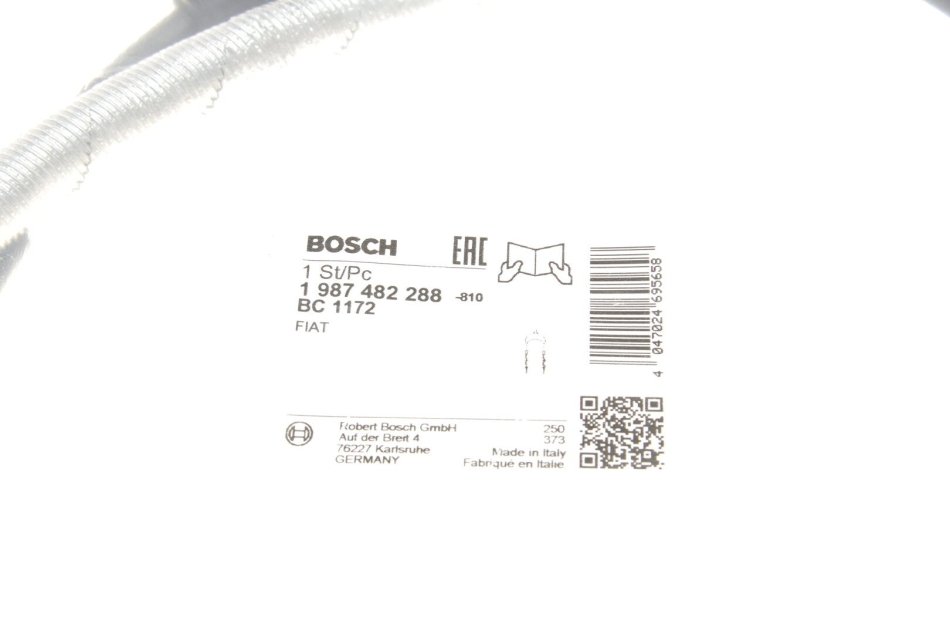 BOSCH
EAC
1 St/Pc
1 987 482 288 -810
BC 1172
FIAT
4 047024 695658
Robert Bosch GmbH
Auf der Breit 4
76227 Karlsruhe
GERMANY
250
373
Made in Italy
Fabriqué en Italie